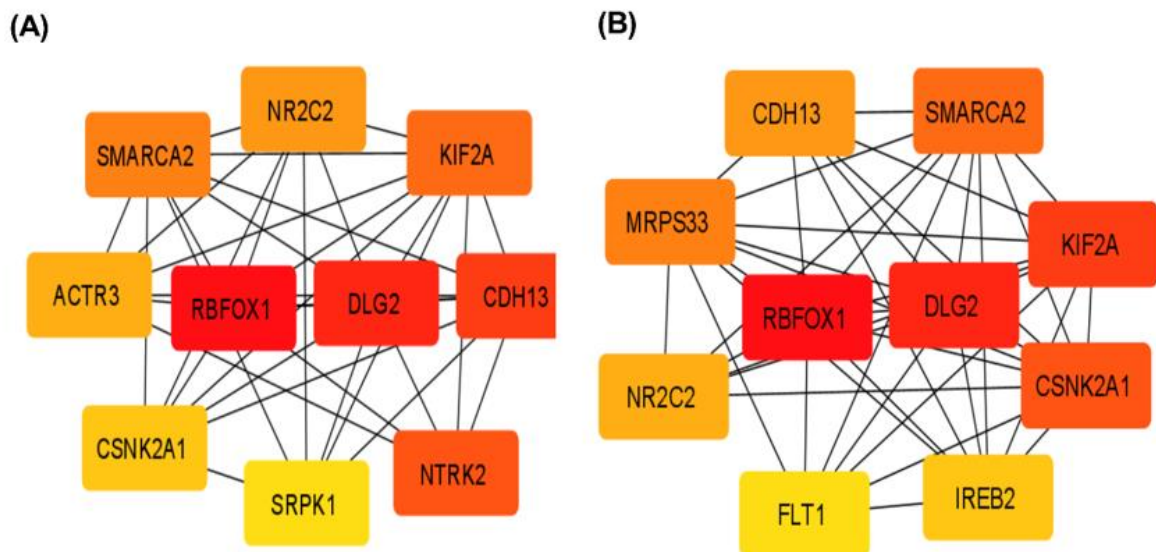 (A)
NR2C2
SMARCA2
KIF2A
ACTR3
RBFOX1
DLG2
CDH13
CSNK2A1
NTRK2
SRPK1
(B)
CDH13
SMARCA2
MRPS33
KIF2A
RBFOX1
DLG2
NR2C2
CSNK2A1
FLT1
IREB2